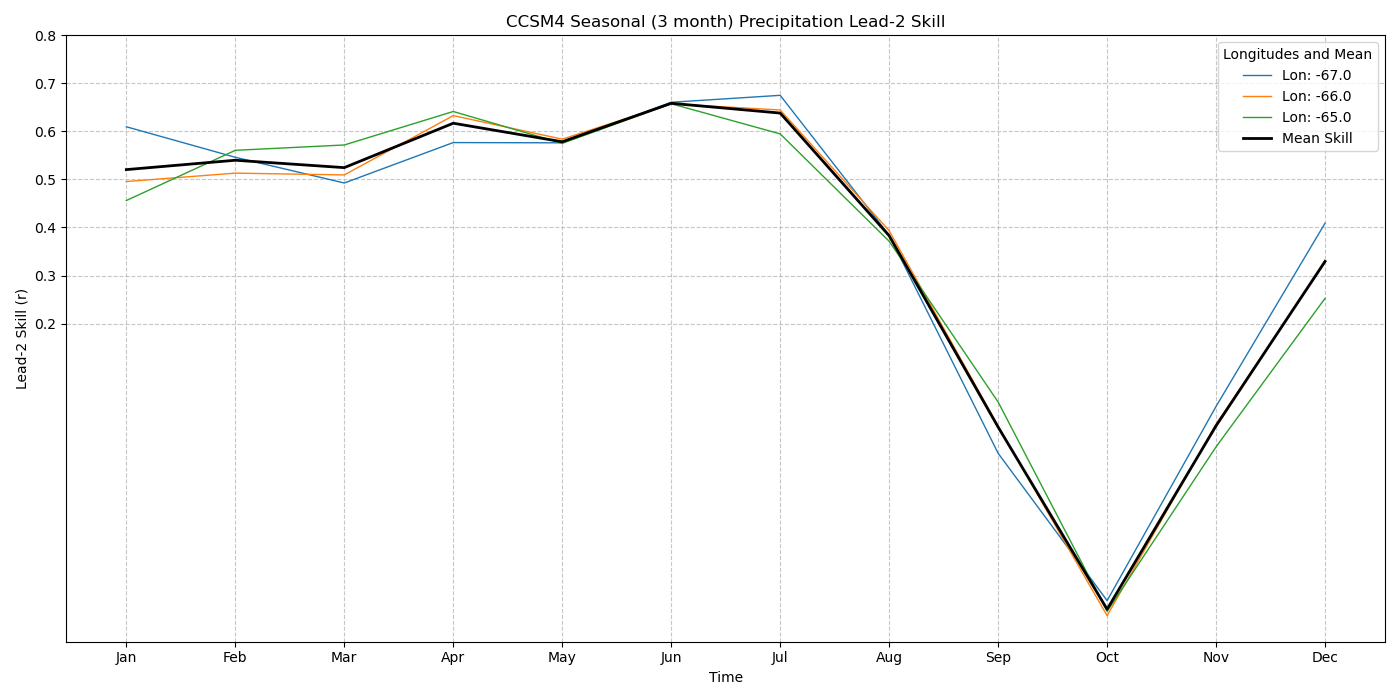 CCSM4 Seasonal (3 month) Precipitation Lead-2 Skill
Longitudes and Mean
Lon: -67.0
Lon: -66.0
Lon: -65.0
Mean Skill
0.8
0.7
0.6
0.5
0.4
0.3
0.2
Lead-2 Skill (r)
Jan Feb Mar Apr May Jun Jul Aug Sep Oct Nov Dec
Time